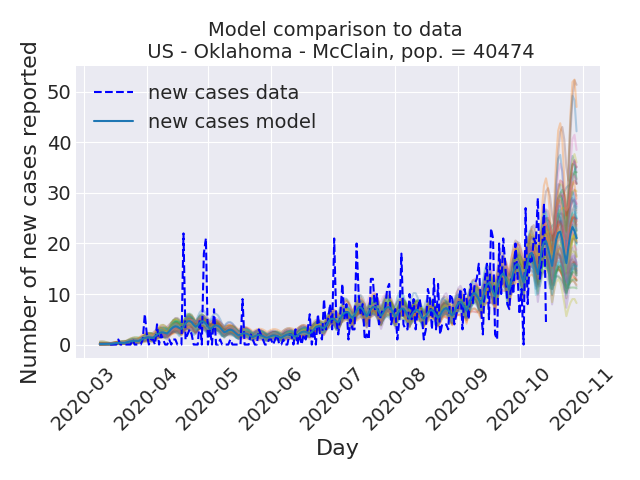 Model comparison to data
US - Oklahoma - McClain, pop. = 40474
Number of new cases reported
50
40
30
20
10
0
new cases data
new cases model
2020-03
2020-04
2020-05
2020-06
2020-07
2020-08
2020-09
2020-10
2020-11
Day